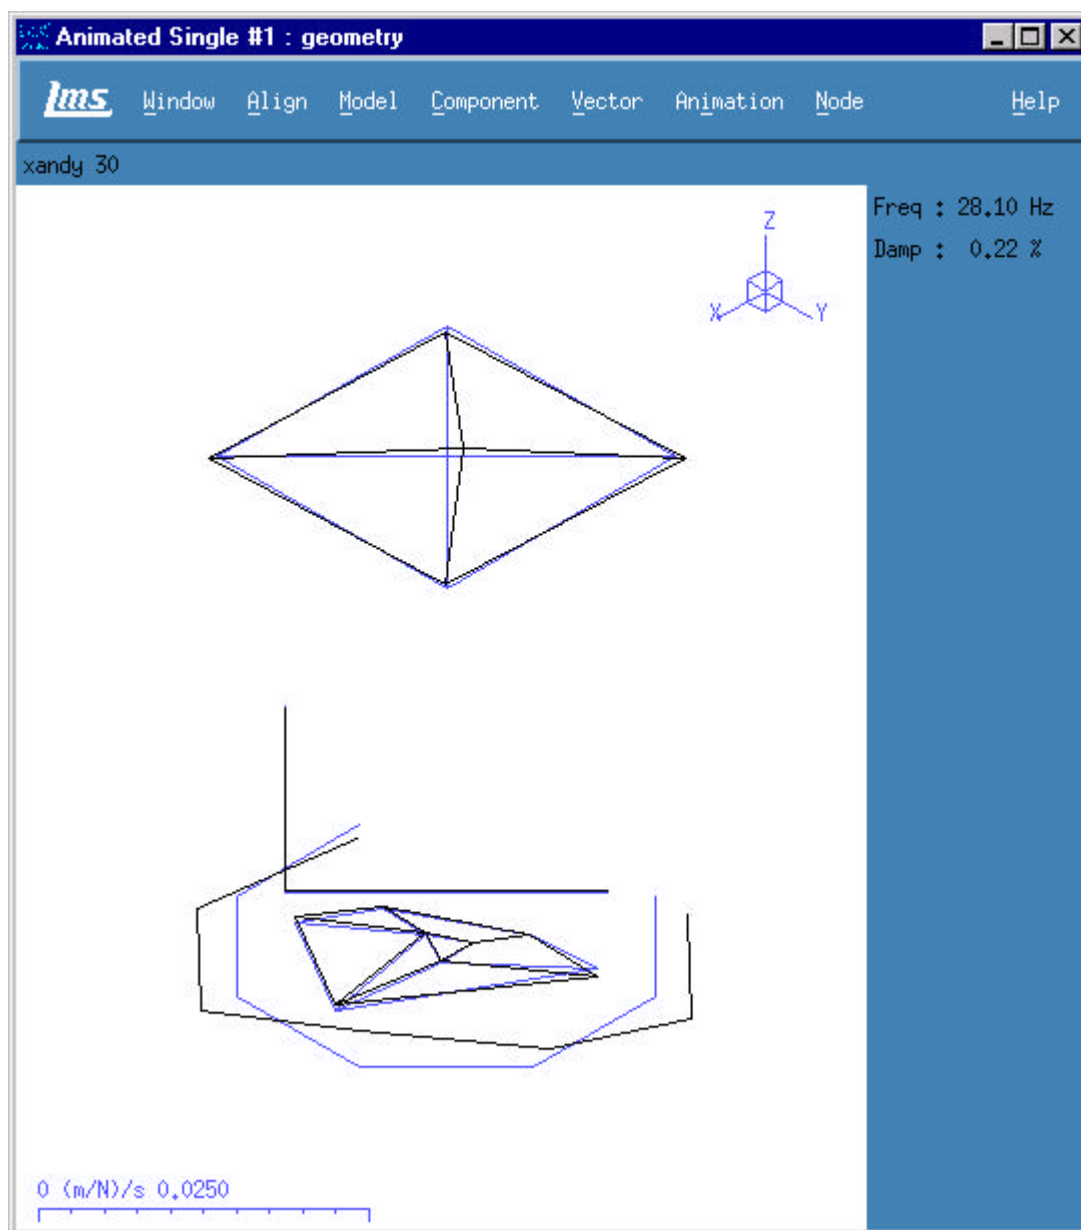 Animated Single #1 : geometry
lms Window Align Model Component Vector Animation Node Help
xandy 30
Freq : 28.10 Hz
Damp : 0.22 %
Z
X Y
0 (m/N)/s 0.0250